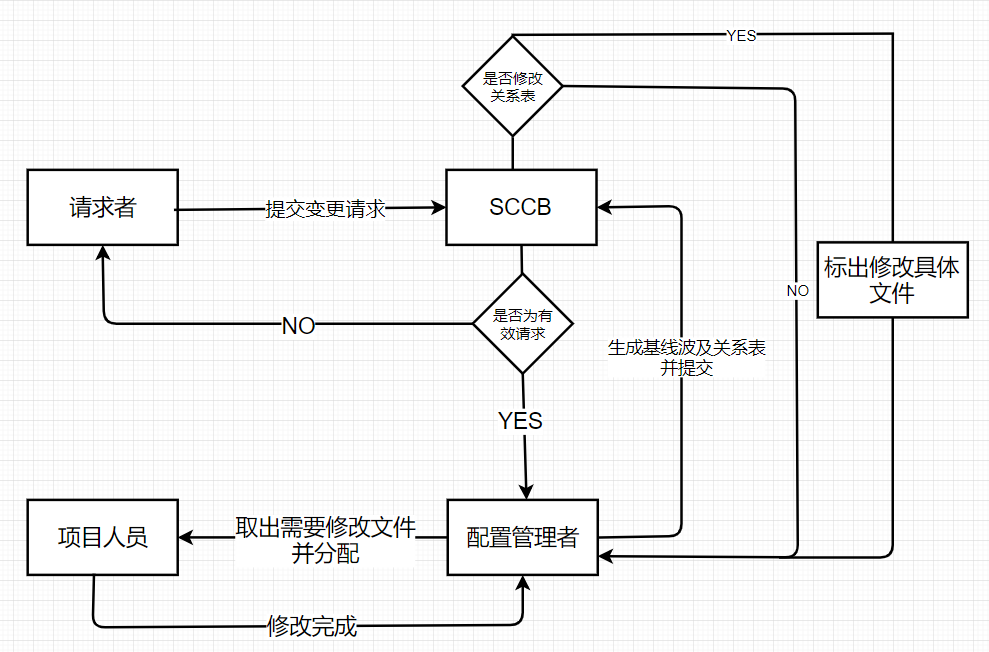 YES
是否修改
关系表
请求者
提交变更请求
SCCB
标出修改具体
文件
NO
是否为有
效请求
NO
生成基线波及关系表
并提交
YES
项目人员
取出需要修改文件
并分配
配置管理者
修改完成